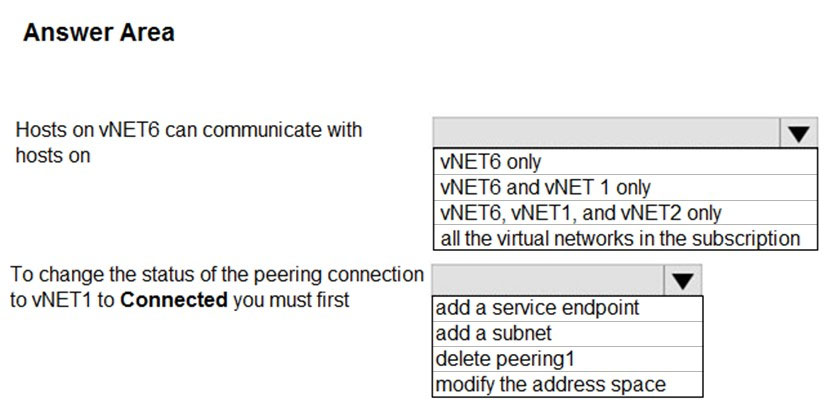 Answer Area
Hosts on vNET6 can communicate with
hosts on
vNET6 only
vNET6 and vNET 1 only
vNET6, vNET1, and vNET2 only
all the virtual networks in the subscription
To change the status of the peering connection
to vNET1 to Connected you must first
add a service endpoint
add a subnet
delete peering1
modify the address space